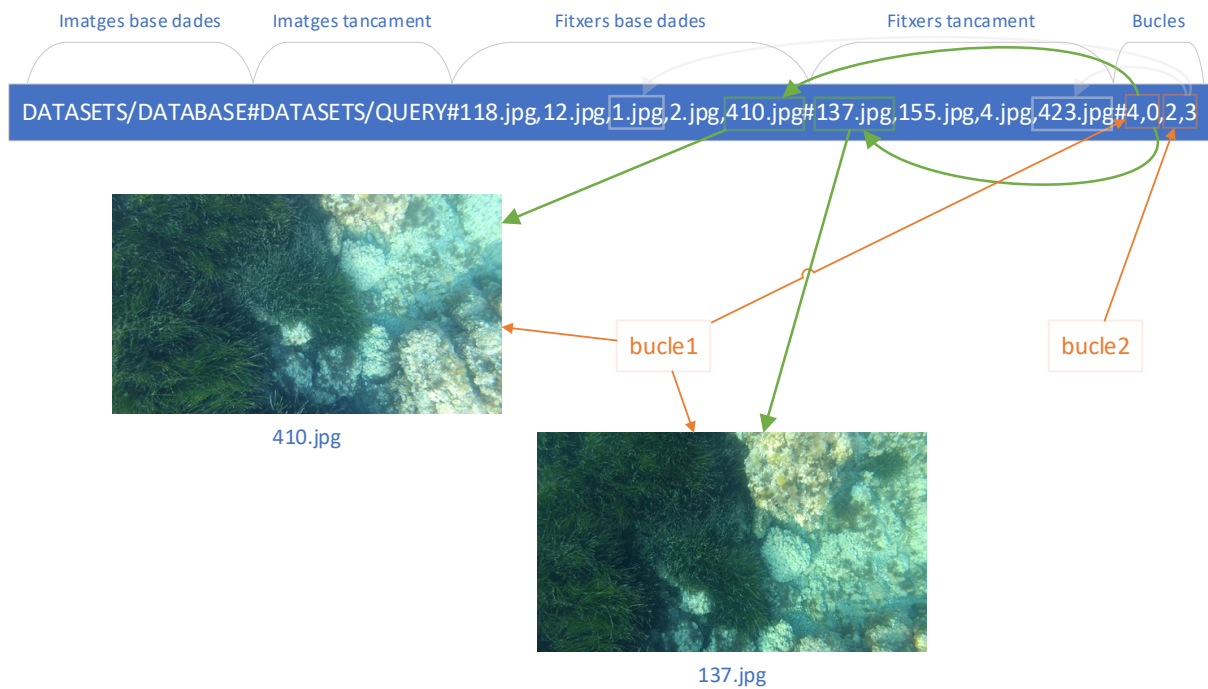 Imatges base dades Imatges tancament Fitxers base dades Fitxers tancament Bucles
DATASETS/DATABASE#DATASETS/QUERY#118.jpg,12.jpg,1.jpg,2.jpg,410.jpg#137.jpg,155.jpg,4.jpg,423.jpg#4,0,2,3
bucle1 bucle2
410.jpg
137.jpg